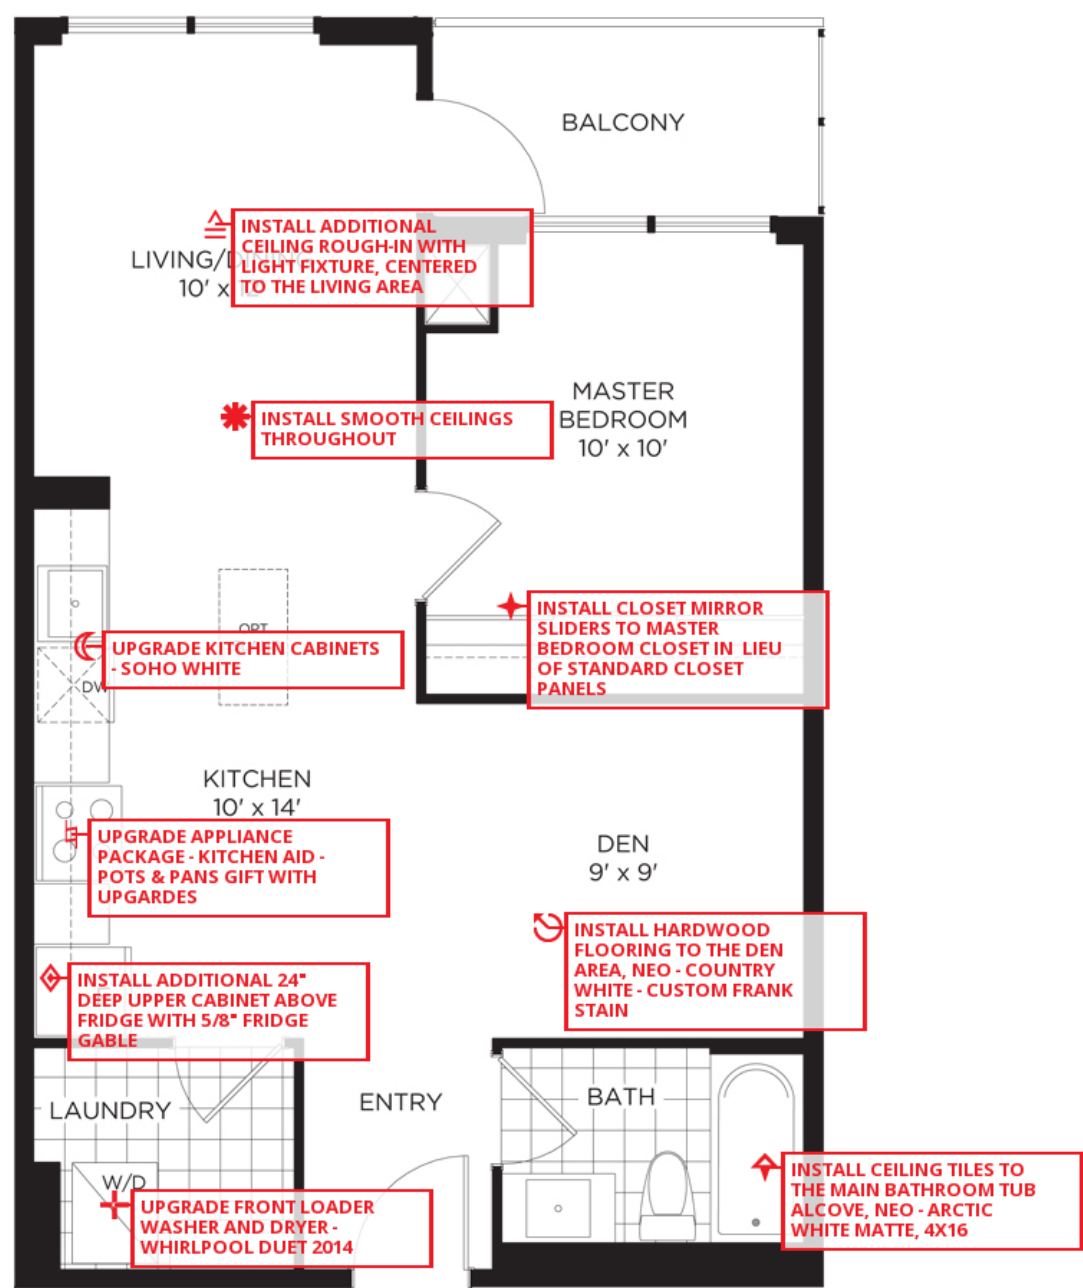 BALCONY
INSTALL ADDITIONAL
CEILING ROUGH-IN WITH
LIGHT FIXTURE, CENTERED
TO THE LIVING AREA
LIVING/DINING
10' x 12'
MASTER
BEDROOM
10' x 10'
INSTALL SMOOTH CEILINGS
THROUGHOUT
INSTALL CLOSET MIRROR
SLIDERS TO MASTER
BEDROOM CLOSET IN LIEU
OF STANDARD CLOSET
PANELS
OPT
UPGRADE KITCHEN CABINETS
- SOHO WHITE
DW
KITCHEN
10' x 14'
UPGRADE APPLIANCE
PACKAGE - KITCHEN AID -
POTS & PANS GIFT WITH
UPGARDES
DEN
9' x 9'
INSTALL HARDWOOD
FLOORING TO THE DEN
AREA, NEO - COUNTRY
WHITE - CUSTOM FRANK
STAIN
INSTALL ADDITIONAL 24"
DEEP UPPER CABINET ABOVE
FRIDGE WITH 5/8" FRIDGE
GABLE
LAUNDRY
ENTRY
BATH
W/D
UPGRADE FRONT LOADER
WASHER AND DRYER -
WHIRLPOOL DUET 2014
INSTALL CEILING TILES TO
THE MAIN BATHROOM TUB
ALCOVE, NEO - ARCTIC
WHITE MATTE, 4X16